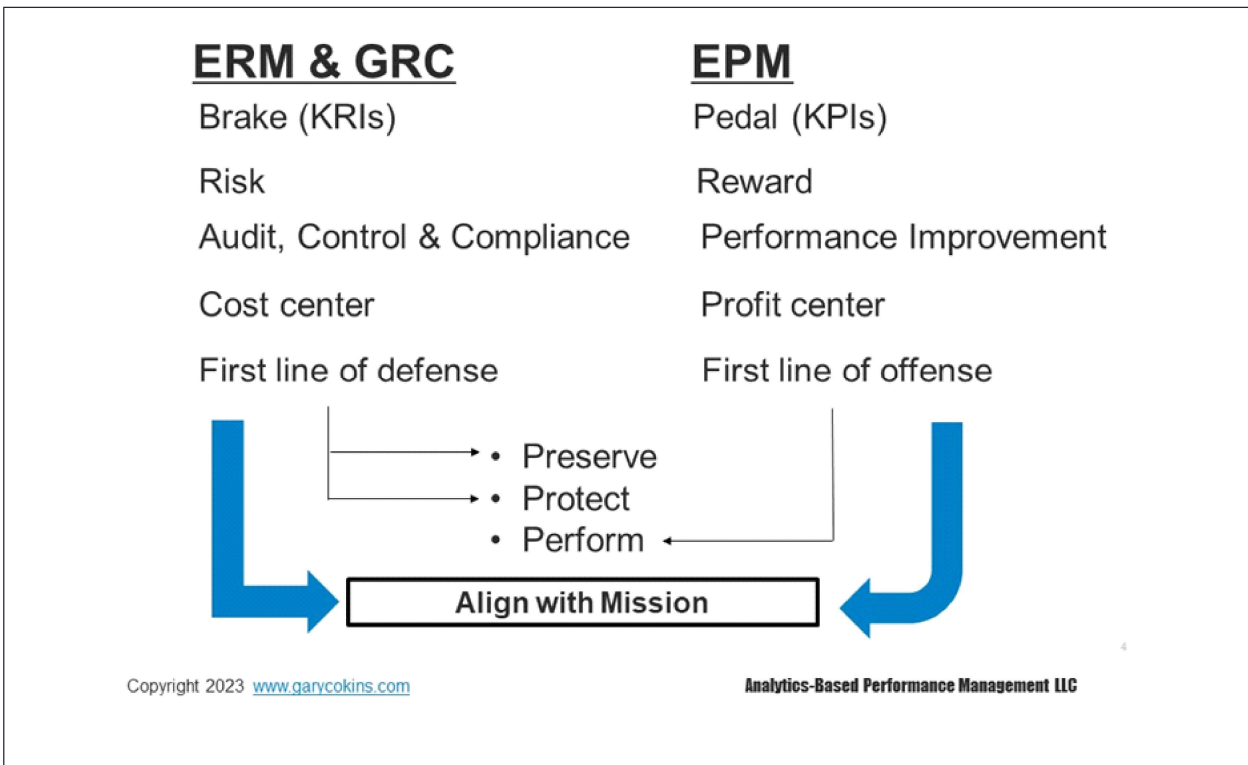 ERM & GRC
Brake (KRIs)
Risk
Audit, Control & Compliance
Cost center
First line of defense
EPM
Pedal (KPIs)
Reward
Performance Improvement
Profit center
First line of offense
• Preserve
• Protect
• Perform
Align with Mission
4
Copyright 2023 www.garycokins.com
Analytics-Based Performance Management LLC